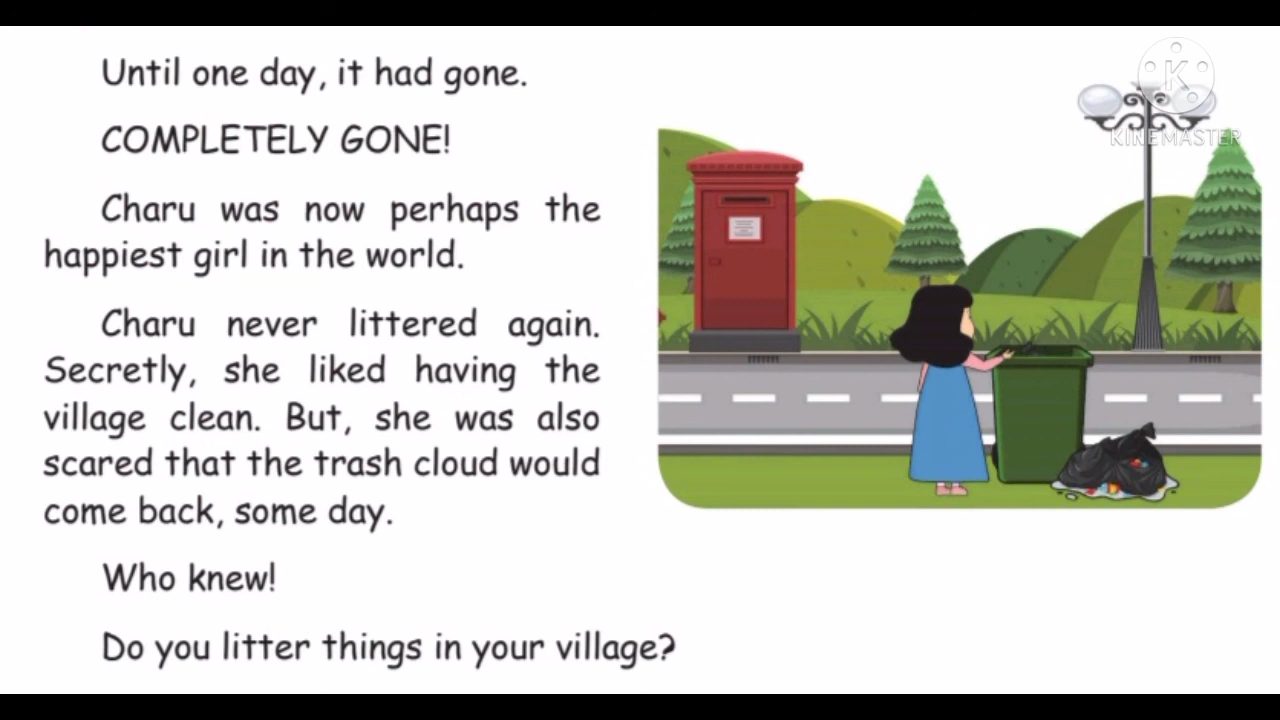 Until one day, it had gone.
COMPLETELY GONE!
Charu was now perhaps the
happiest girl in the world.
Charu never littered again.
Secretly, she liked having the
village clean. But, she was also
scared that the trash cloud would
come back, some day.
Who knew!
Do you litter things in your village?
K
KINEMASTER